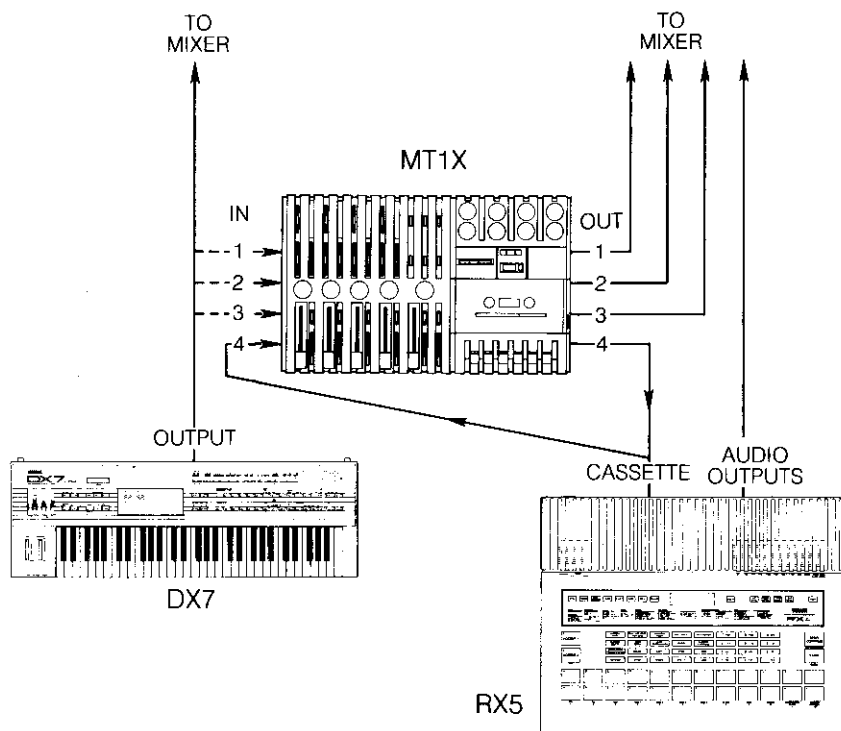 TO
MIXER
TO
MIXER
MT1X
IN
OUT
1
2
3
4
1
2
3
4
OUTPUT
CASSETTE
AUDIO
OUTPUTS
DX7
DX7
RX5